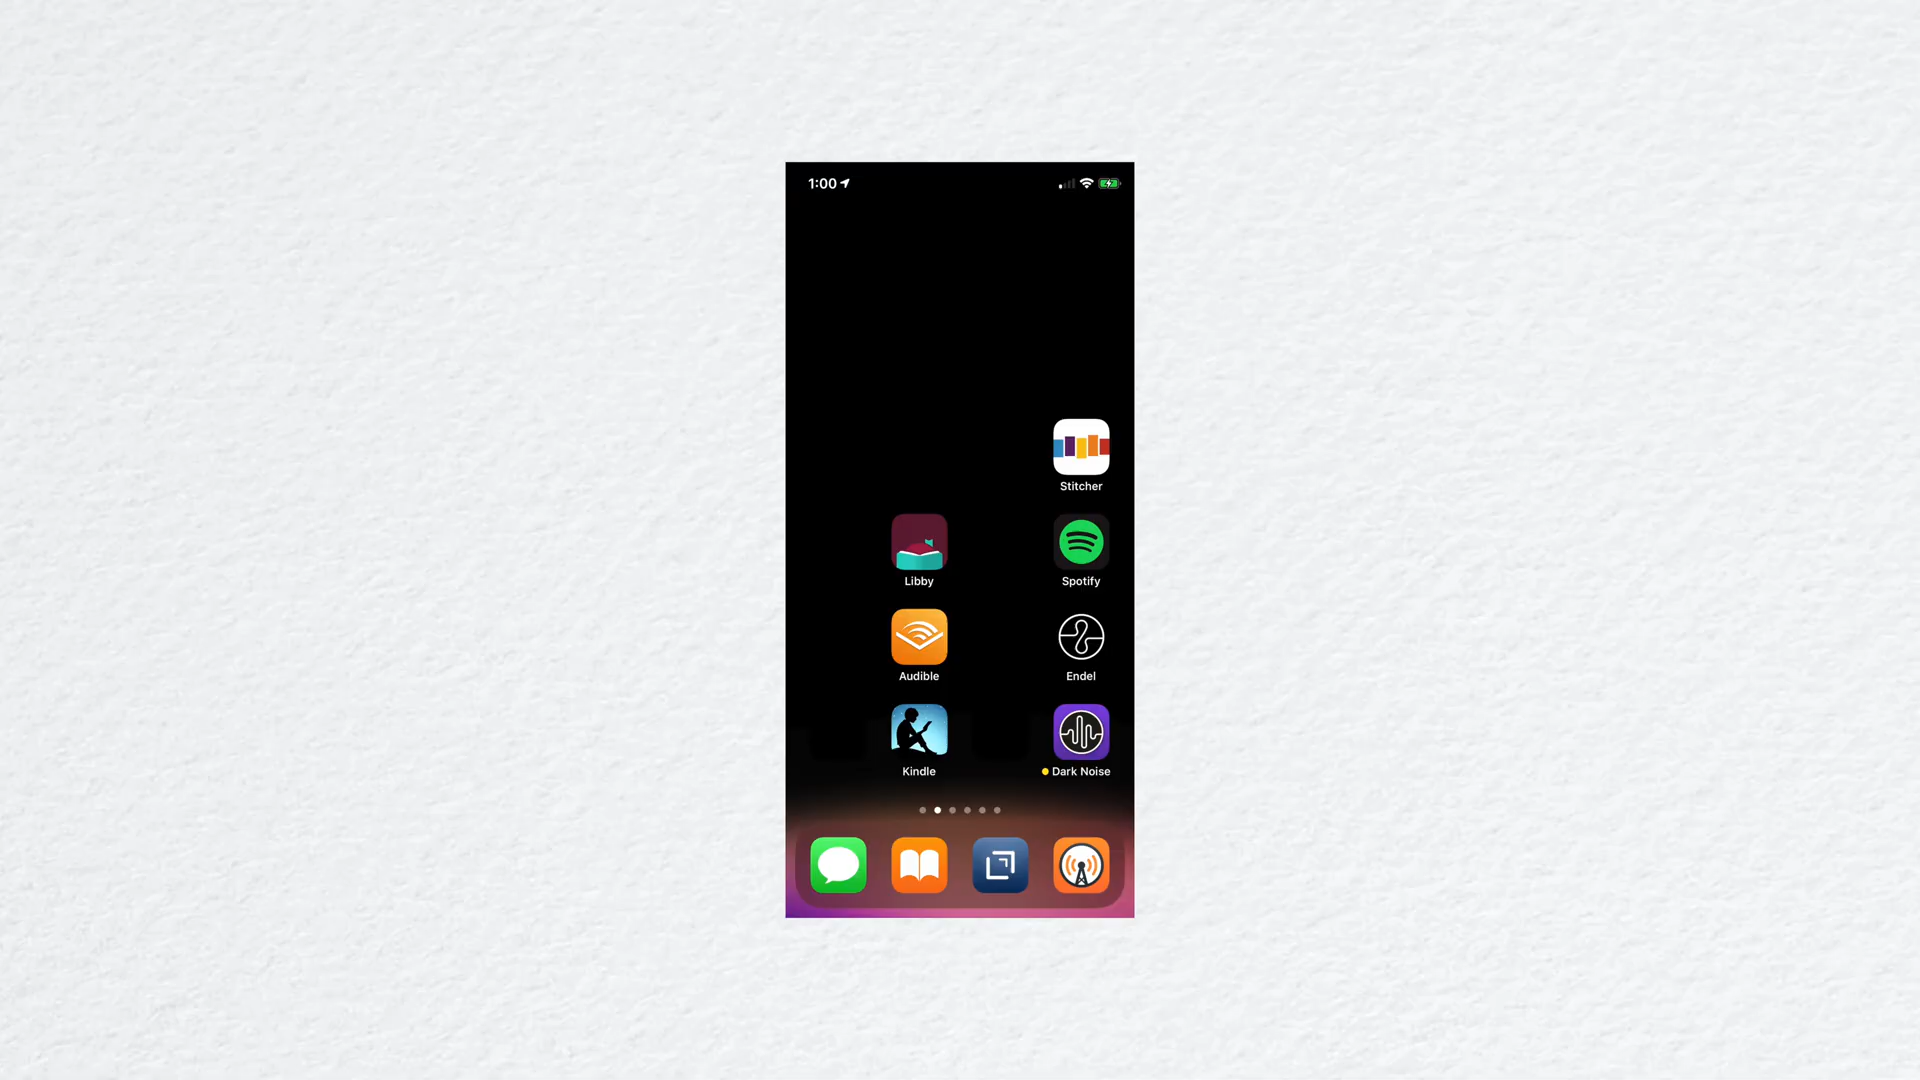 1:00
Stitcher
Libby
Spotify
Audible
Endel
Kindle
Dark Noise